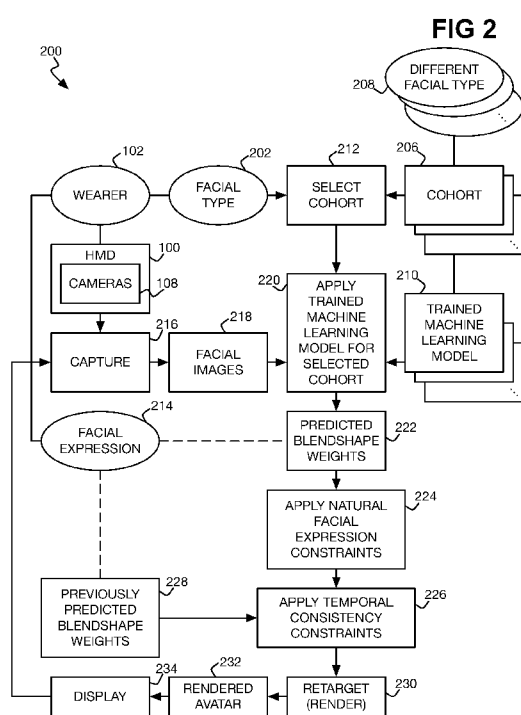 FIG 2
200
DIFFERENT
FACIAL TYPE
208
102
202
212
206
WEARER
FACIAL
TYPE
SELECT
COHORT
COHORT
100
HMD
CAMERAS
108
220
APPLY
TRAINED
MACHINE
LEARNING
MODEL FOR
SELECTED
COHORT
210
TRAINED
MACHINE
LEARNING
MODEL
216
218
CAPTURE
FACIAL
IMAGES
214
FACIAL
EXPRESSION
PREDICTED
BLENDSHAPE
WEIGHTS
222
APPLY NATURAL
FACIAL
EXPRESSION
CONSTRAINTS
224
228
PREVIOUSLY
PREDICTED
BLENDSHAPE
WEIGHTS
APPLY TEMPORAL
CONSISTENCY
CONSTRAINTS
226
234
232
DISPLAY
RENDERED
AVATAR
RETARGET
(RENDER)
230